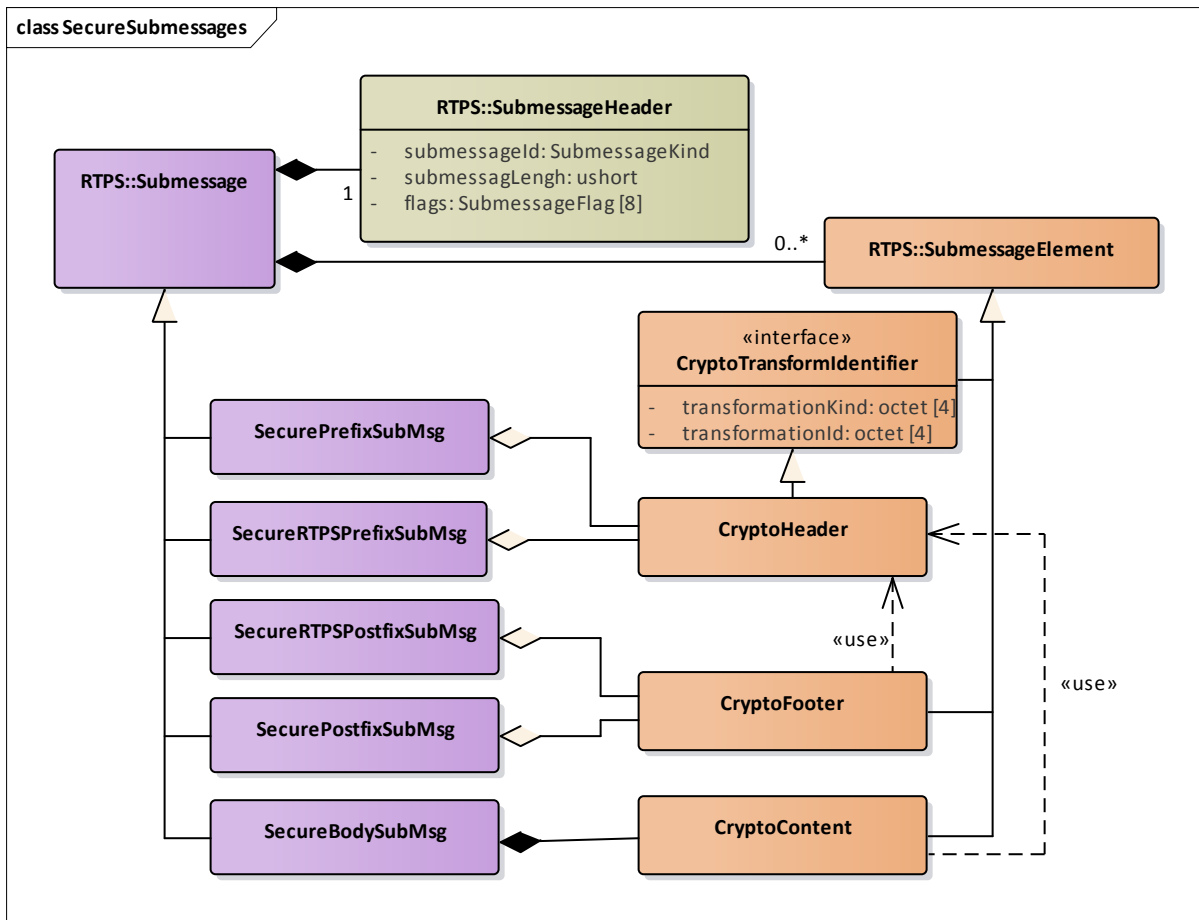 class SecureSubmessages
RTPS::SubmessageHeader
- submessageId: SubmessageKind
- submessagLengh: ushort
- flags: SubmessageFlag [8]
RTPS::Submessage
1
0..*
RTPS::SubmessageElement
«interface»
CryptoTransformIdentifier
- transformationKind: octet [4]
- transformationId: octet [4]
SecurePrefixSubMsg
SecureRTPSPrefixSubMsg
CryptoHeader
SecureRTPSPostfixSubMsg
«use»
CryptoFooter
«use»
SecurePostfixSubMsg
SecureBodySubMsg
CryptoContent